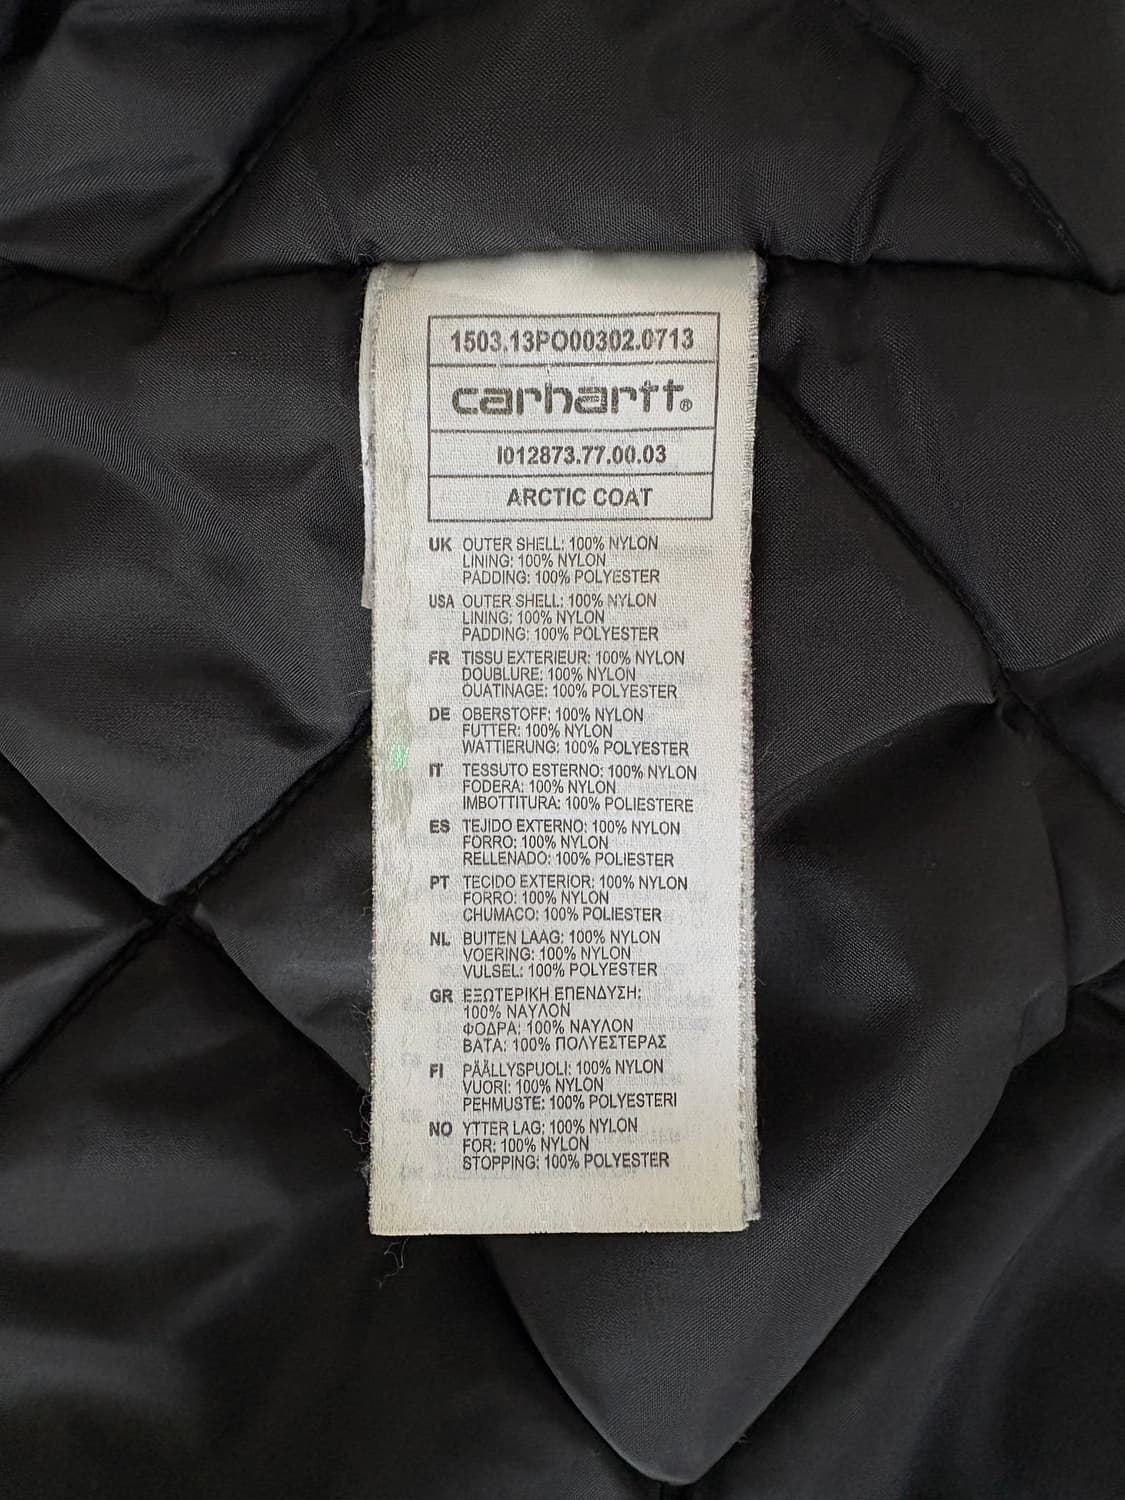 1503.13PO00302.0713
carhartt®
I012873.77.00.03
ARCTIC COAT
UK OUTER SHELL: 100% NYLON
LINING: 100% NYLON
PADDING: 100% POLYESTER
USA OUTER SHELL: 100% NYLON
LINING: 100% NYLON
PADDING: 100% POLYESTER
FR TISSU EXTERIEUR: 100% NYLON
DOUBLURE: 100% NYLON
OUATINAGE: 100% POLYESTER
DE OBERSTOFF: 100% NYLON
FUTTER: 100% NYLON
WATTIERUNG: 100% POLYESTER
IT TESSUTO ESTERNO: 100% NYLON
FODERA: 100% NYLON
IMBOTTITURA: 100% POLIESTERE
ES TEJIDO EXTERNO: 100% NYLON
FORRO: 100% NYLON
RELLENADO: 100% POLIESTER
PT TECIDO EXTERIOR: 100% NYLON
FORRO: 100% NYLON
CHUMACO: 100% POLIESTER
NL BUITEN LAAG: 100% NYLON
VOERING: 100% NYLON
VULSEL: 100% POLYESTER
GR ΕΞΩΤΕΡΙΚΗ ΕΠΕΝΔΥΣΗ:
100% ΝΑΥΛΟΝ
ΦΟΔΡΑ: 100% ΝΑΥΛΟΝ
ΒΑΤΑ: 100% ΠΟΛΥΕΣΤΕΡΑΣ
FI PÄÄLLYSPUOLI: 100% NYLON
VUORI: 100% NYLON
PEHMUSTE: 100% POLYESTERI
NO YTTER LAG: 100% NYLON
FOR: 100% NYLON
STOPPING: 100% POLYESTER